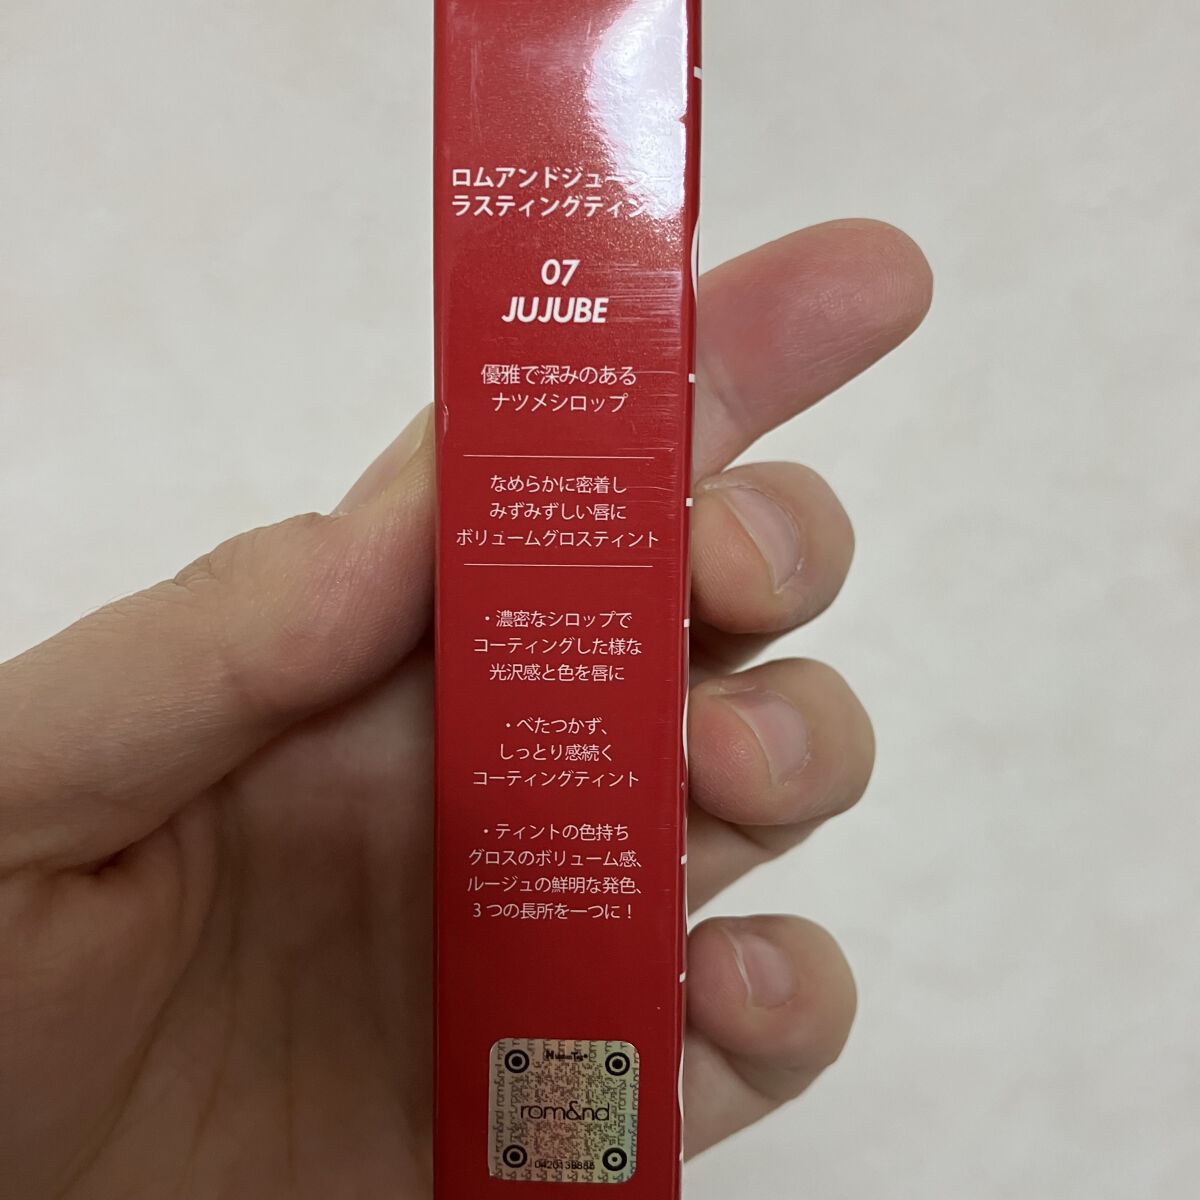 ロムアンドジュー
ラスティングティン
07
JUJUBE
優雅で深みのある
ナツメシロップ
なめらかに密着し
みずみずしい唇に
ボリュームグロスティント
・濃密なシロップで
コーティングした様な
光沢感と色を唇に
・べたつかず、
しっとり感続く
コーティングティント
・ティントの色持ち
グロスのボリューム感、
ルージュの鮮明な発色、
3つの長所を一つに！
rom&nd